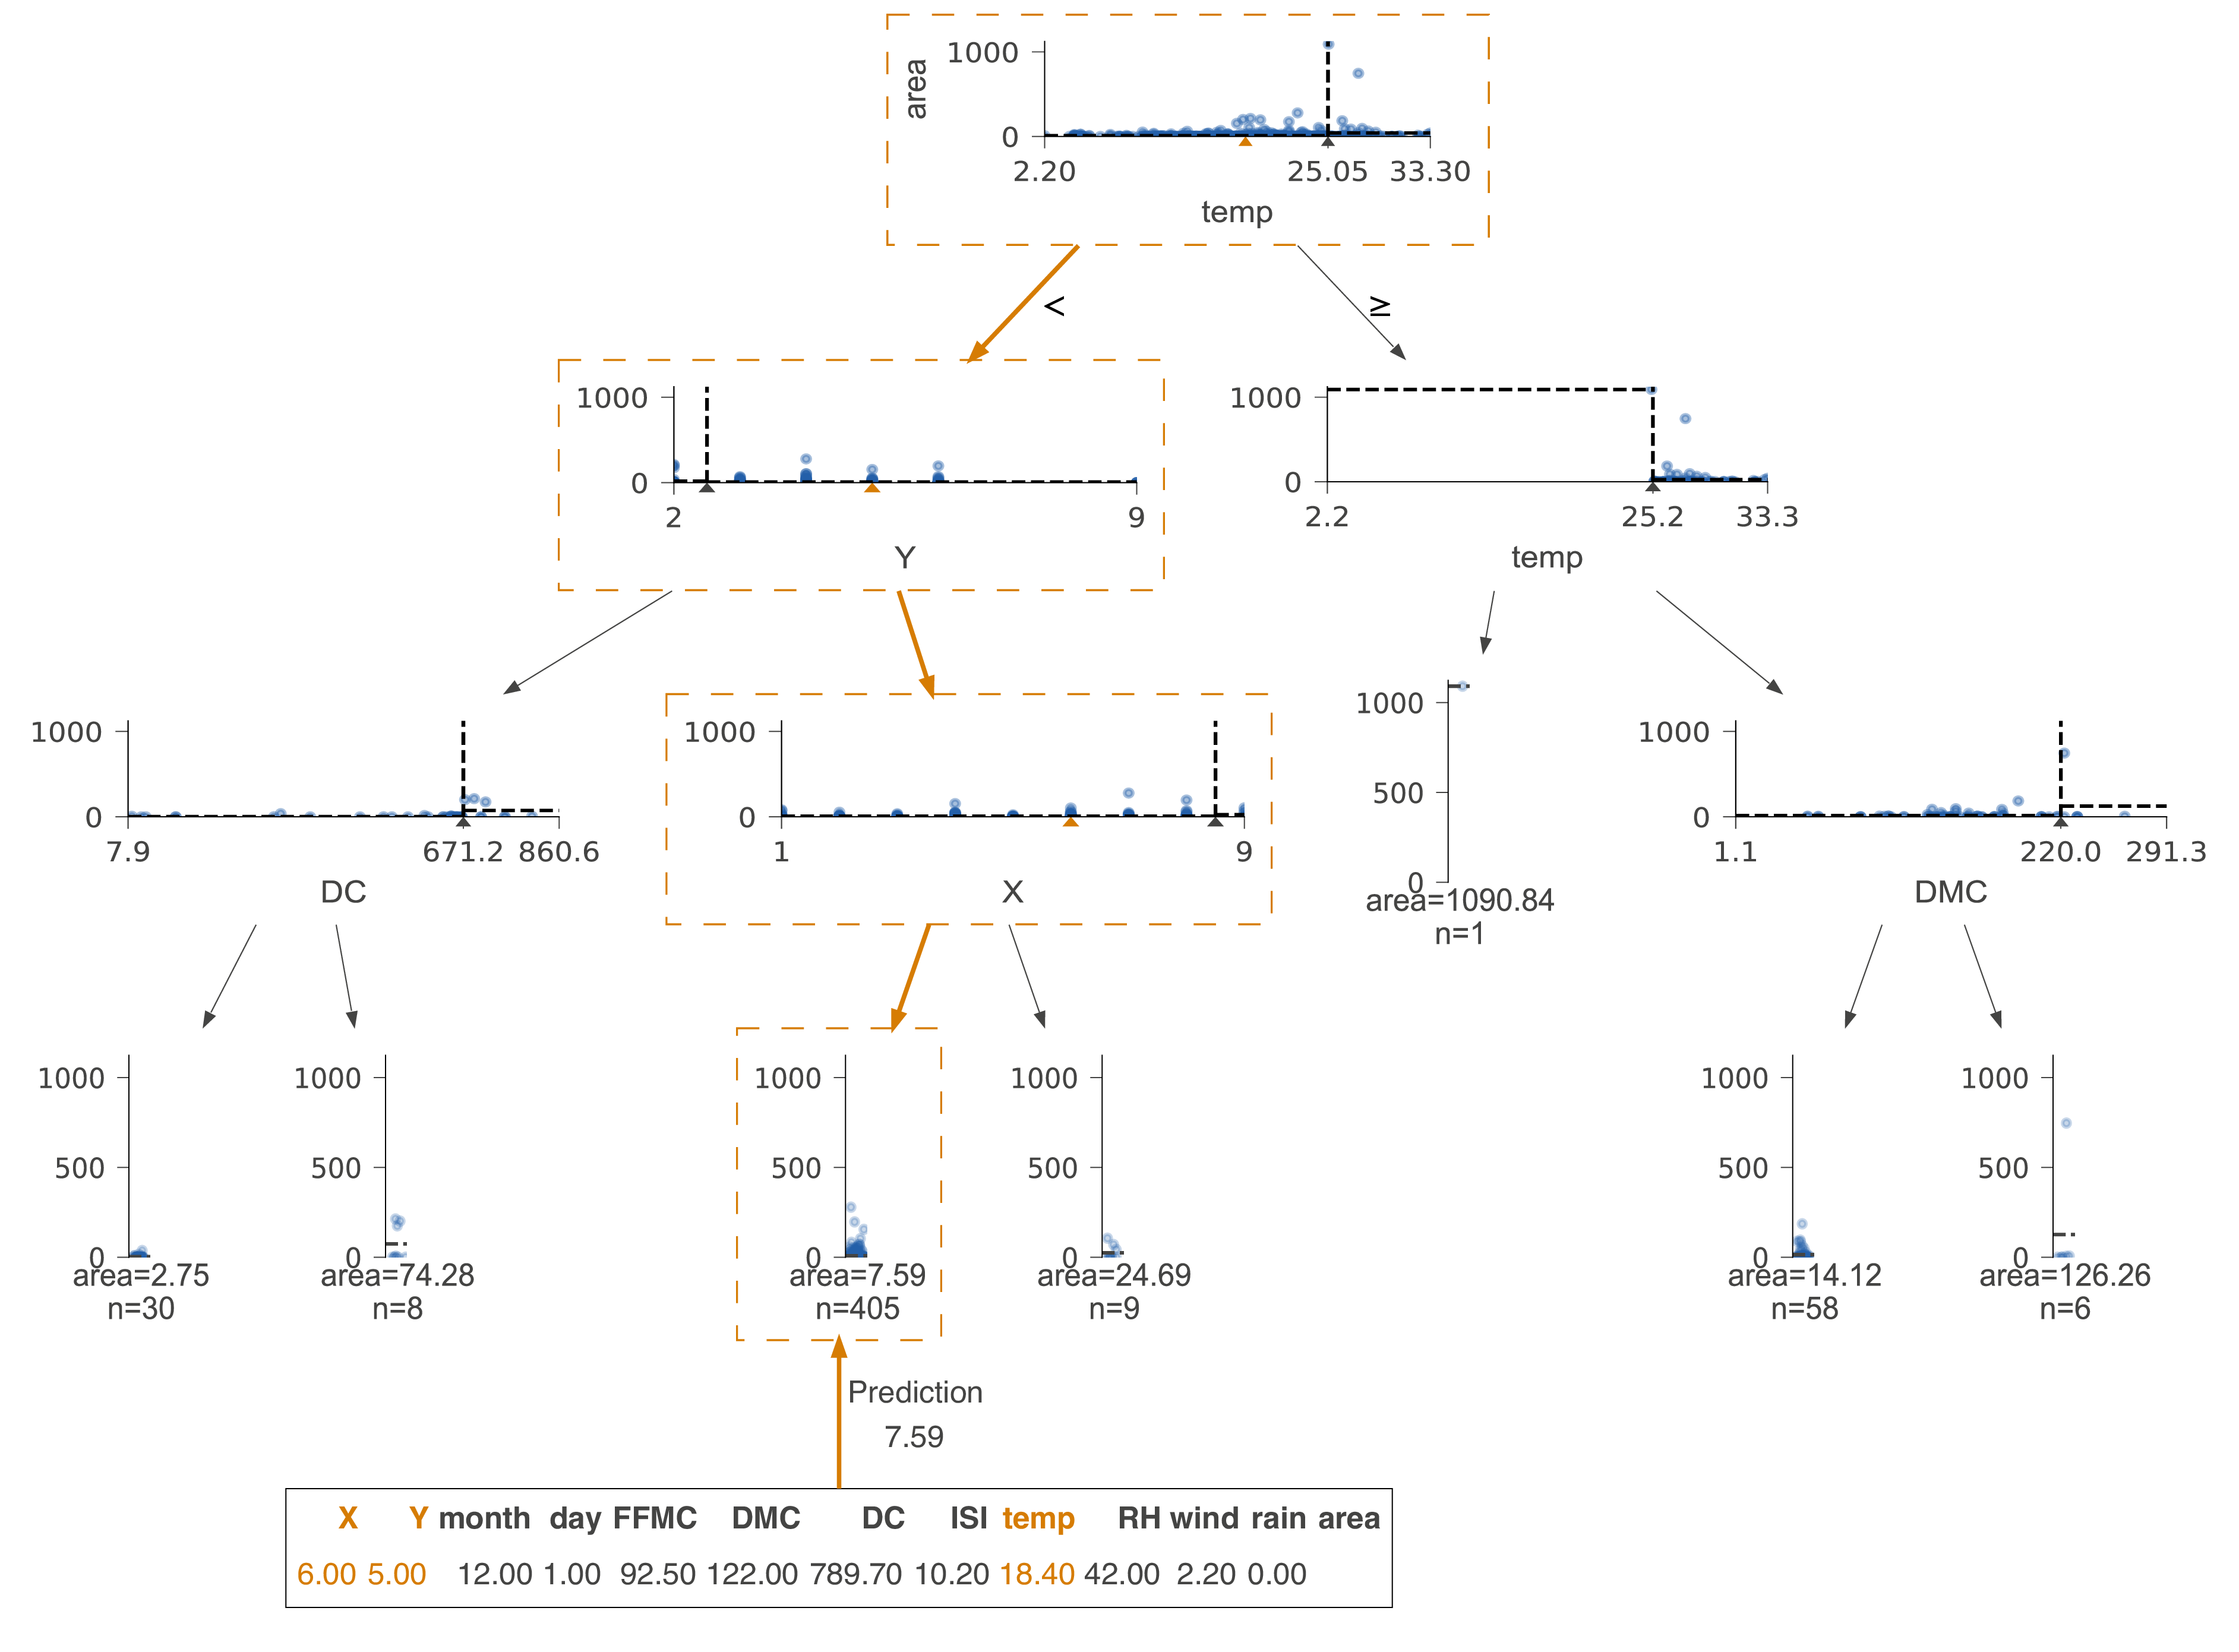 area
1000
0
2.20 25.05 33.30
temp
< ≥
1000
0
2 9
Y
1000
0
2.2 25.2 33.3
temp
1000
0
7.9 671.2 860.6
DC
1000
0
1 9
X
1000
500
0
area=1090.84
n=1
1000
0
1.1 220.0 291.3
DMC
1000
500
0
area=2.75
n=30
1000
500
0
area=74.28
n=8
1000
500
0
area=7.59
n=405
1000
500
0
area=24.69
n=9
1000
500
0
area=14.12
n=58
1000
500
0
area=126.26
n=6
Prediction
7.59
X Y month day FFMC DMC DC ISI temp RH wind rain area
6.00 5.00 12.00 1.00 92.50 122.00 789.70 10.20 18.40 42.00 2.20 0.00